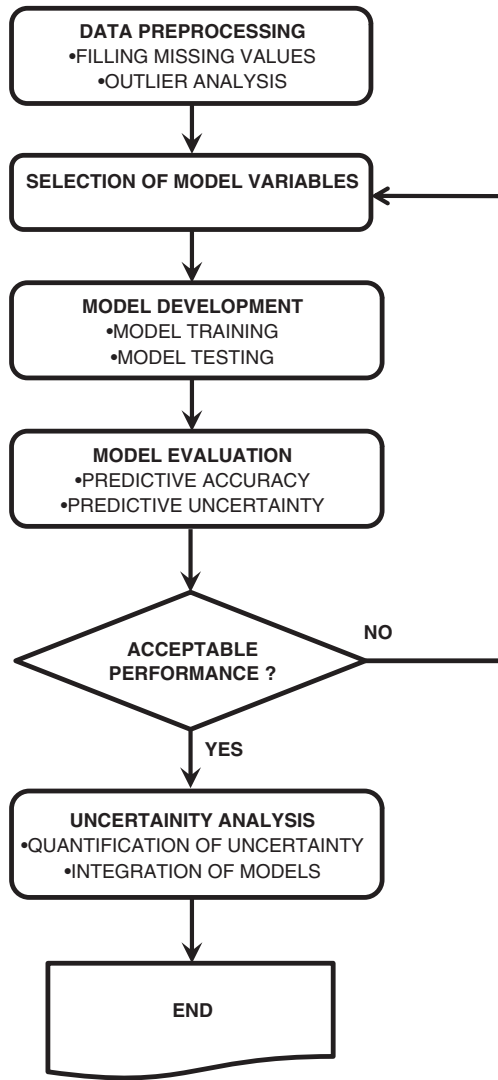 DATA PREPROCESSING
•FILLING MISSING VALUES
•OUTLIER ANALYSIS
SELECTION OF MODEL VARIABLES
MODEL DEVELOPMENT
•MODEL TRAINING
•MODEL TESTING
MODEL EVALUATION
•PREDICTIVE ACCURACY
•PREDICTIVE UNCERTAINTY
ACCEPTABLE
PERFORMANCE ?
NO
YES
UNCERTAINITY ANALYSIS
•QUANTIFICATION OF UNCERTAINTY
•INTEGRATION OF MODELS
END